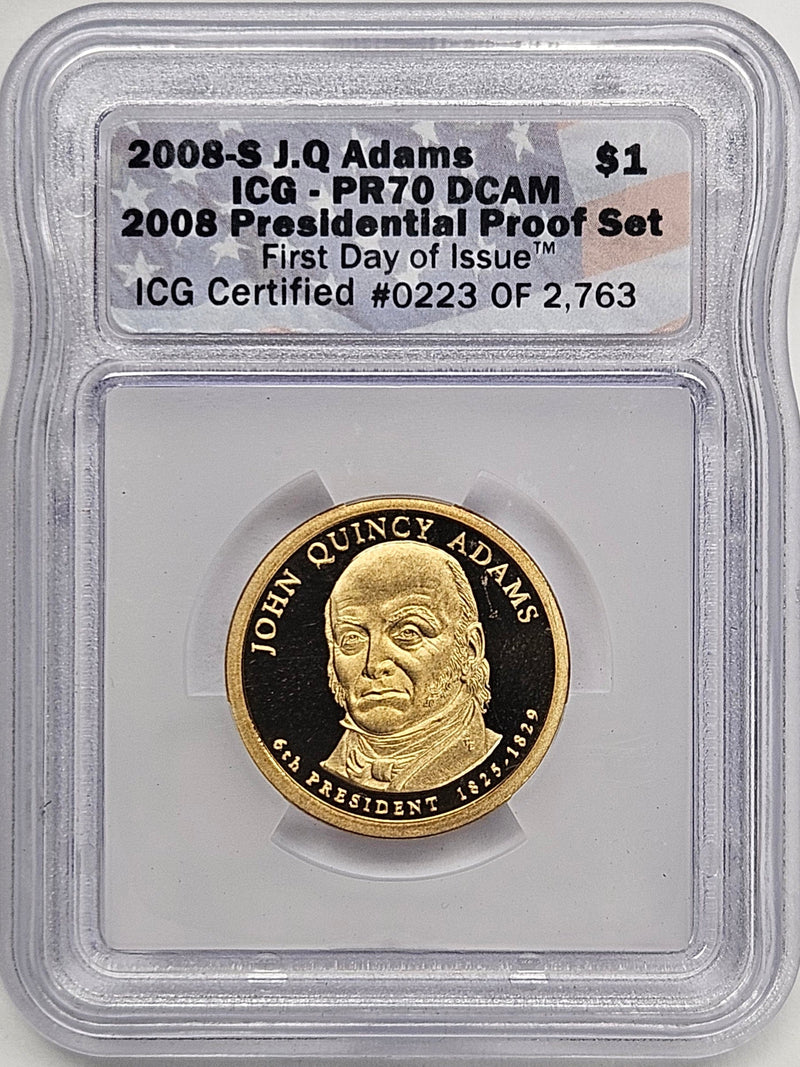 2008-S J.Q Adams $1
ICG - PR70 DCAM
2008 Presidential Proof Set
First Day of Issue™
ICG Certified #0223 OF 2,763
JOHN QUINCY ADAMS
6th PRESIDENT 1825-1829